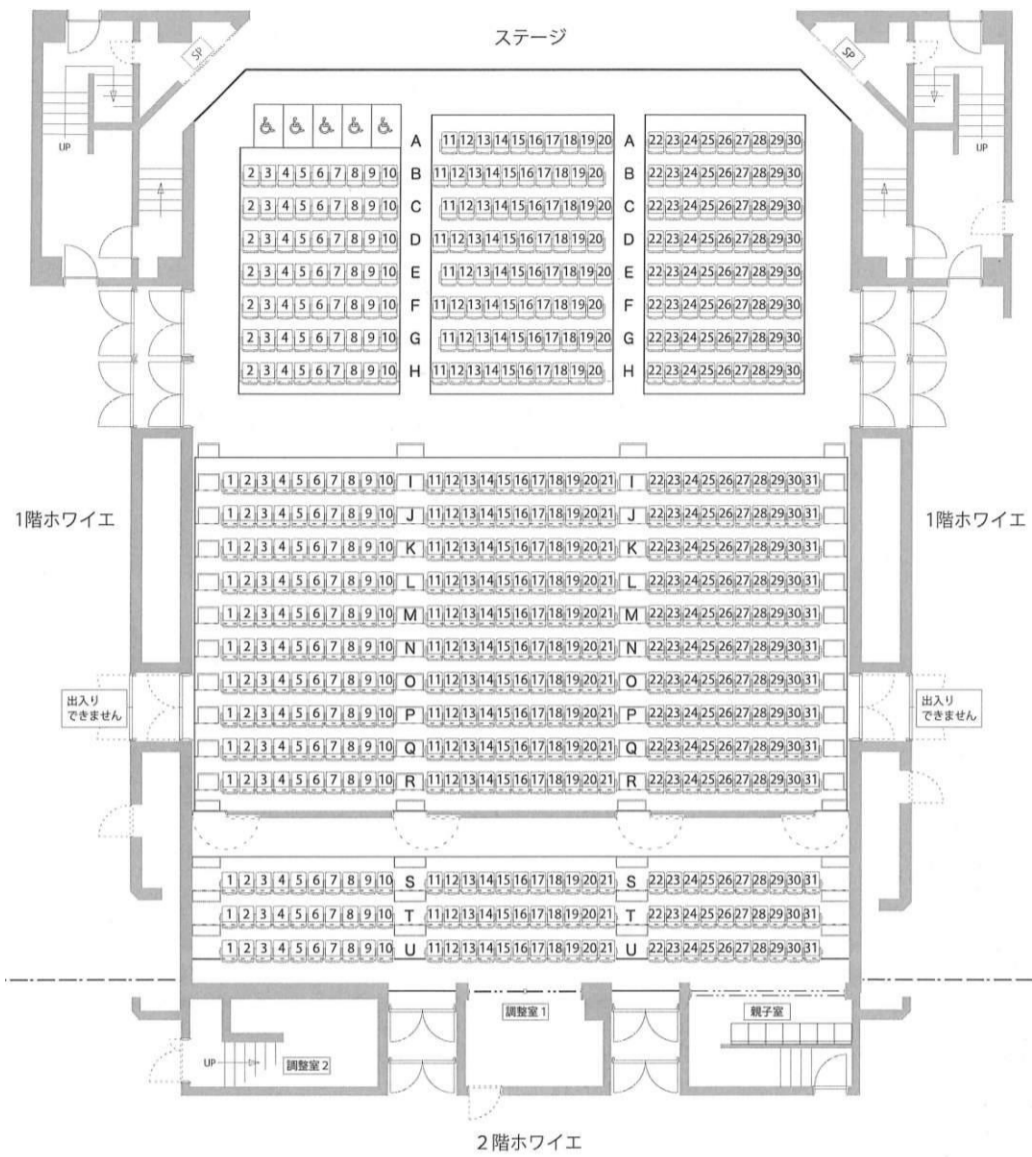 ステージ
SP
SP
UP
UP
A 11 12 13 14 15 16 17 18 19 20 A 22 23 24 25 26 27 28 29 30
2 3 4 5 6 7 8 9 10 B 11 12 13 14 15 16 17 18 19 20 B 22 23 24 25 26 27 28 29 30
2 3 4 5 6 7 8 9 10 C 11 12 13 14 15 16 17 18 19 20 C 22 23 24 25 26 27 28 29 30
2 3 4 5 6 7 8 9 10 D 11 12 13 14 15 16 17 18 19 20 D 22 23 24 25 26 27 28 29 30
2 3 4 5 6 7 8 9 10 E 11 12 13 14 15 16 17 18 19 20 E 22 23 24 25 26 27 28 29 30
2 3 4 5 6 7 8 9 10 F 11 12 13 14 15 16 17 18 19 20 F 22 23 24 25 26 27 28 29 30
2 3 4 5 6 7 8 9 10 G 11 12 13 14 15 16 17 18 19 20 G 22 23 24 25 26 27 28 29 30
2 3 4 5 6 7 8 9 10 H 11 12 13 14 15 16 17 18 19 20 H 22 23 24 25 26 27 28 29 30
1 2 3 4 5 6 7 8 9 10 I 11 12 13 14 15 16 17 18 19 20 21 I 22 23 24 25 26 27 28 29 30 31
1階ホワイエ
1 2 3 4 5 6 7 8 9 10 J 11 12 13 14 15 16 17 18 19 20 21 J 22 23 24 25 26 27 28 29 30 31
1階ホワイエ
1 2 3 4 5 6 7 8 9 10 K 11 12 13 14 15 16 17 18 19 20 21 K 22 23 24 25 26 27 28 29 30 31
1 2 3 4 5 6 7 8 9 10 L 11 12 13 14 15 16 17 18 19 20 21 L 22 23 24 25 26 27 28 29 30 31
1 2 3 4 5 6 7 8 9 10 M 11 12 13 14 15 16 17 18 19 20 21 M 22 23 24 25 26 27 28 29 30 31
1 2 3 4 5 6 7 8 9 10 N 11 12 13 14 15 16 17 18 19 20 21 N 22 23 24 25 26 27 28 29 30 31
1 2 3 4 5 6 7 8 9 10 O 11 12 13 14 15 16 17 18 19 20 21 O 22 23 24 25 26 27 28 29 30 31
出入り
できません
1 2 3 4 5 6 7 8 9 10 P 11 12 13 14 15 16 17 18 19 20 21 P 22 23 24 25 26 27 28 29 30 31
出入り
できません
1 2 3 4 5 6 7 8 9 10 Q 11 12 13 14 15 16 17 18 19 20 21 Q 22 23 24 25 26 27 28 29 30 31
1 2 3 4 5 6 7 8 9 10 R 11 12 13 14 15 16 17 18 19 20 21 R 22 23 24 25 26 27 28 29 30 31
1 2 3 4 5 6 7 8 9 10 S 11 12 13 14 15 16 17 18 19 20 21 S 22 23 24 25 26 27 28 29 30 31
1 2 3 4 5 6 7 8 9 10 T 11 12 13 14 15 16 17 18 19 20 21 T 22 23 24 25 26 27 28 29 30 31
1 2 3 4 5 6 7 8 9 10 U 11 12 13 14 15 16 17 18 19 20 21 U 22 23 24 25 26 27 28 29 30 31
調整室1
親子室
UP
調整室2
2階ホワイエ